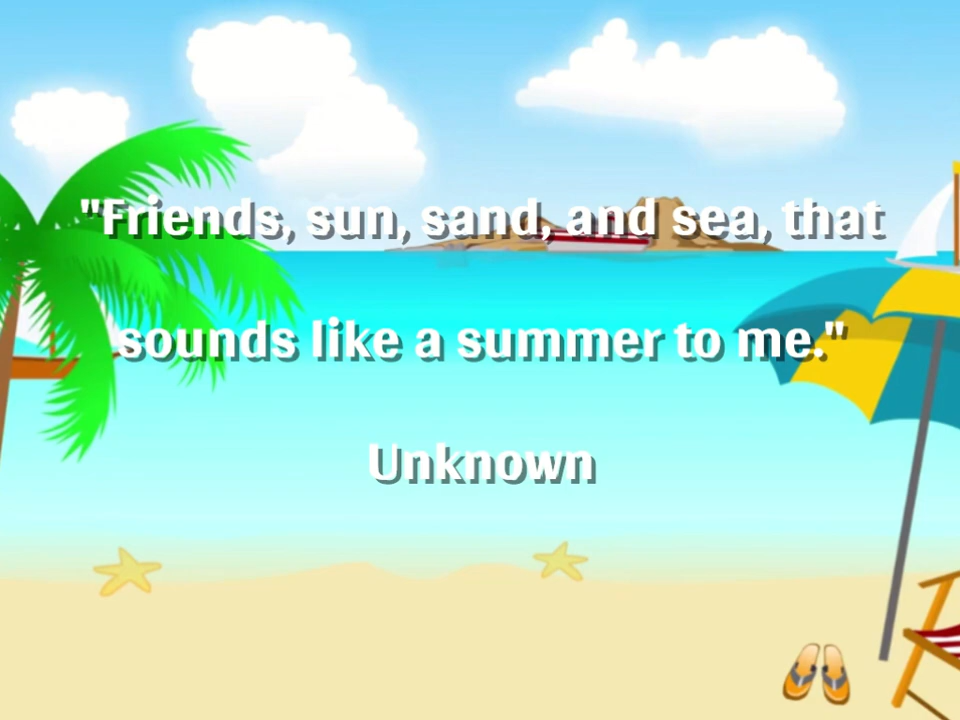 "Friends, sun, sand, and sea, that
sounds like a summer to me."
Unknown